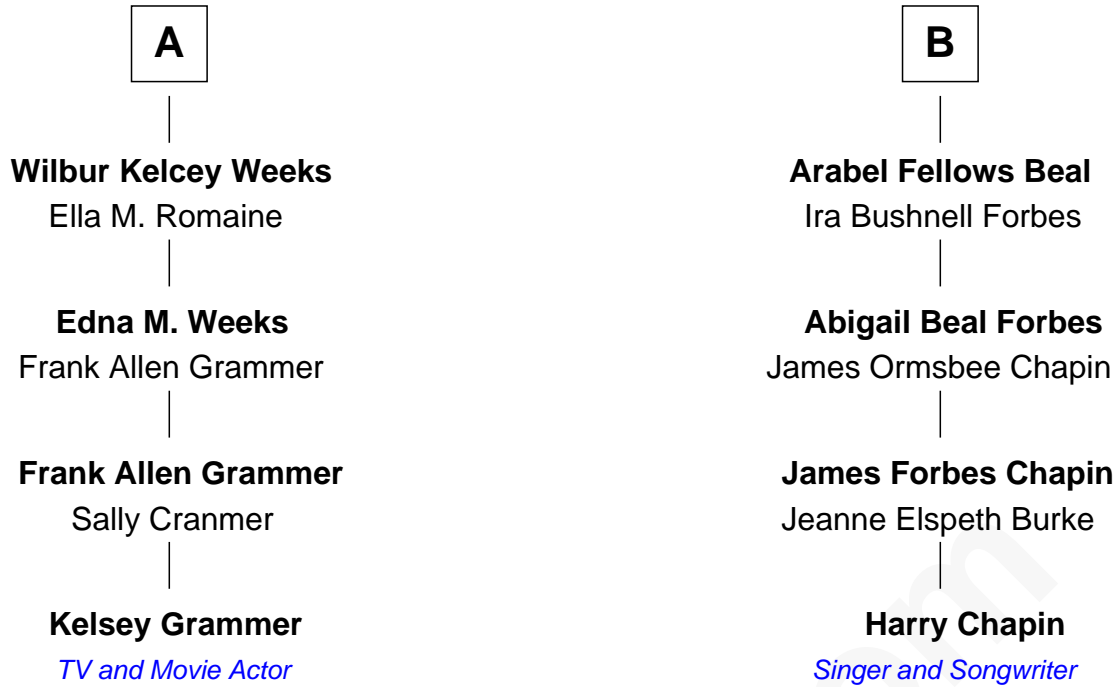 A
Wilbur Kelcey Weeks
Ella M. Romaine
Edna M. Weeks
Frank Allen Grammer
Frank Allen Grammer
Sally Cranmer
Kelsey Grammer
TV and Movie Actor
B
Arabel Fellows Beal
Ira Bushnell Forbes
Abigail Beal Forbes
James Ormsbee Chapin
James Forbes Chapin
Jeanne Elspeth Burke
Harry Chapin
Singer and Songwriter